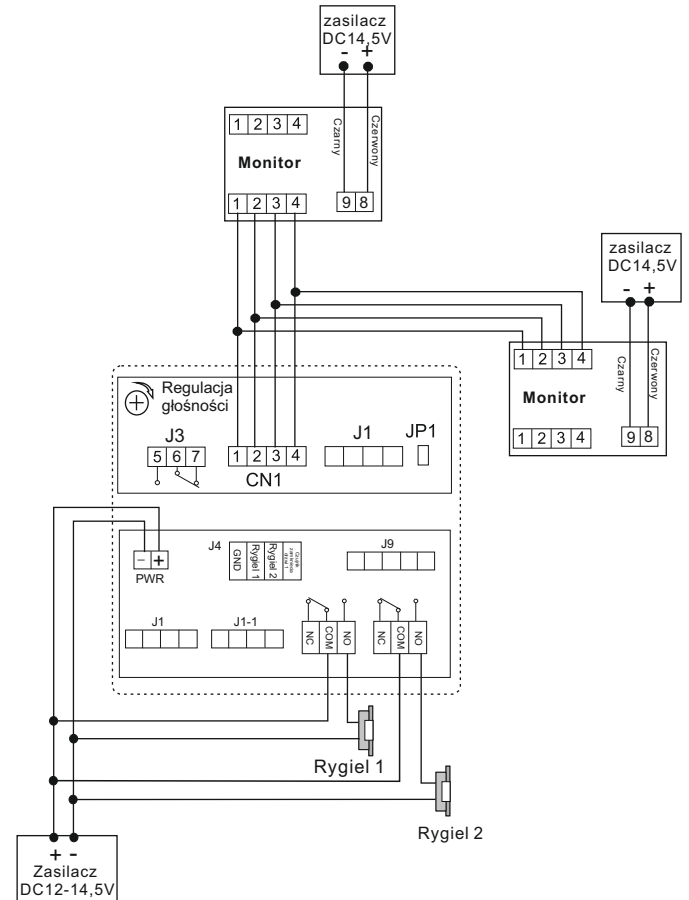 zasilacz
DC14,5V
- +
1 2 3 4
Czarny
Czerwony
Monitor
1 2 3 4
9 8
zasilacz
DC14,5V
- +
1 2 3 4
Czarny
Czerwony
Monitor
1 2 3 4
9 8
Regulacja
głośności
J3
5 6 7
1 2 3 4
CN1
J1
JP1
- +
PWR
J4
GND
Rygiel 1
Rygiel 2
J9
J1
J1-1
NC
COM
NO
NC
COM
NO
Rygiel 1
Rygiel 2
+ -
Zasilacz
DC12-14,5V